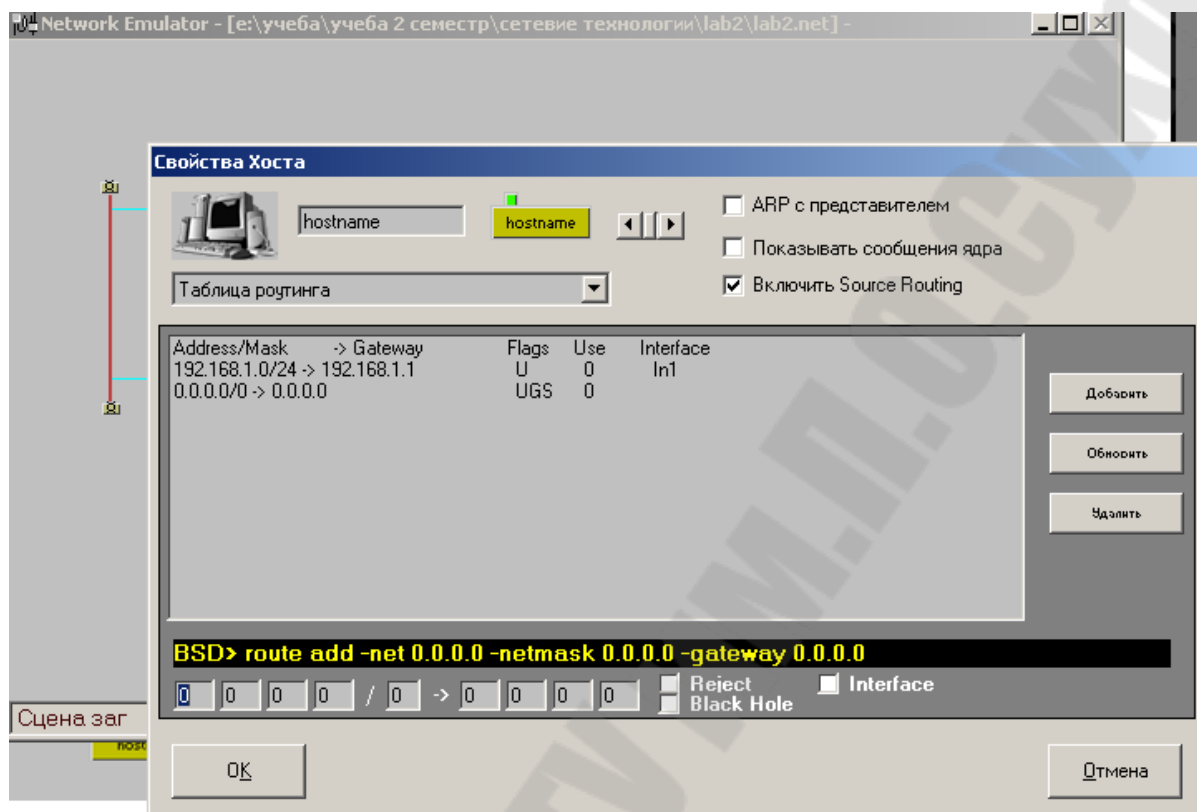 Network Emulator - [e:\учеба\учеба 2 семестр\сетевие технологии\lab2\lab2.net] -
Свойства Хоста
hostname
hostname
ARP с представителем
Показывать сообщения ядра
Включить Source Routing
Таблица роутинга
Address/Mask -> Gateway Flags Use Interface
192.168.1.0/24 -> 192.168.1.1 U 0 In1
0.0.0.0/0 -> 0.0.0.0 UGS 0
Добавить
Обновить
Удалить
BSD> route add -net 0.0.0.0 -netmask 0.0.0.0 -gateway 0.0.0.0
0 0 0 0 / 0 -> 0 0 0 0
Reject
Black Hole
Interface
Сцена заг
host
OK
Отмена